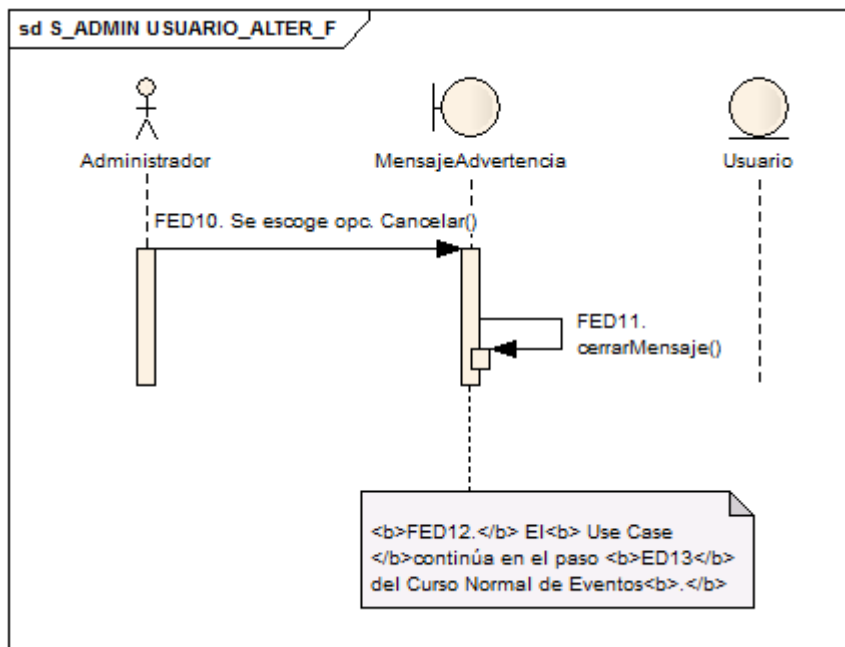 sd S_ADMIN USUARIO_ALTER_F
Administrador
MensajeAdvertencia
Usuario
FED10. Se escoge opc. Cancelar()
FED11.
cerrarMensaje()
<b>FED12.</b> El<b> Use Case
</b>continúa en el paso <b>ED13</b>
del Curso Normal de Eventos<b>.</b>